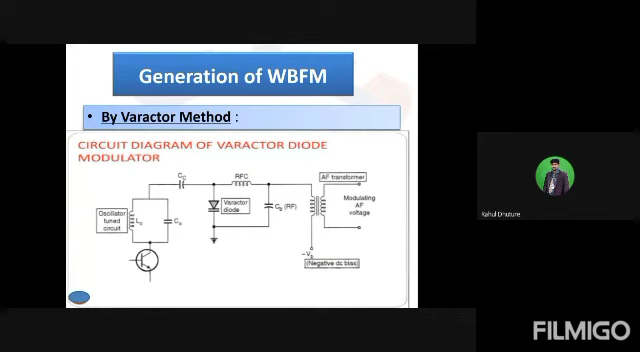 Generation of WBFM
• By Varactor Method :
CIRCUIT DIAGRAM OF VARACTOR DIODE
MODULATOR
Cc
RFC
AF transformer
Oscillator
tuned
circuit
Lo
Co
Varactor
diode
Cb (RF)
Modulating
AF
voltage
−Vb
(Negative dc bias)
Rahul Dhuture
FILMIGO